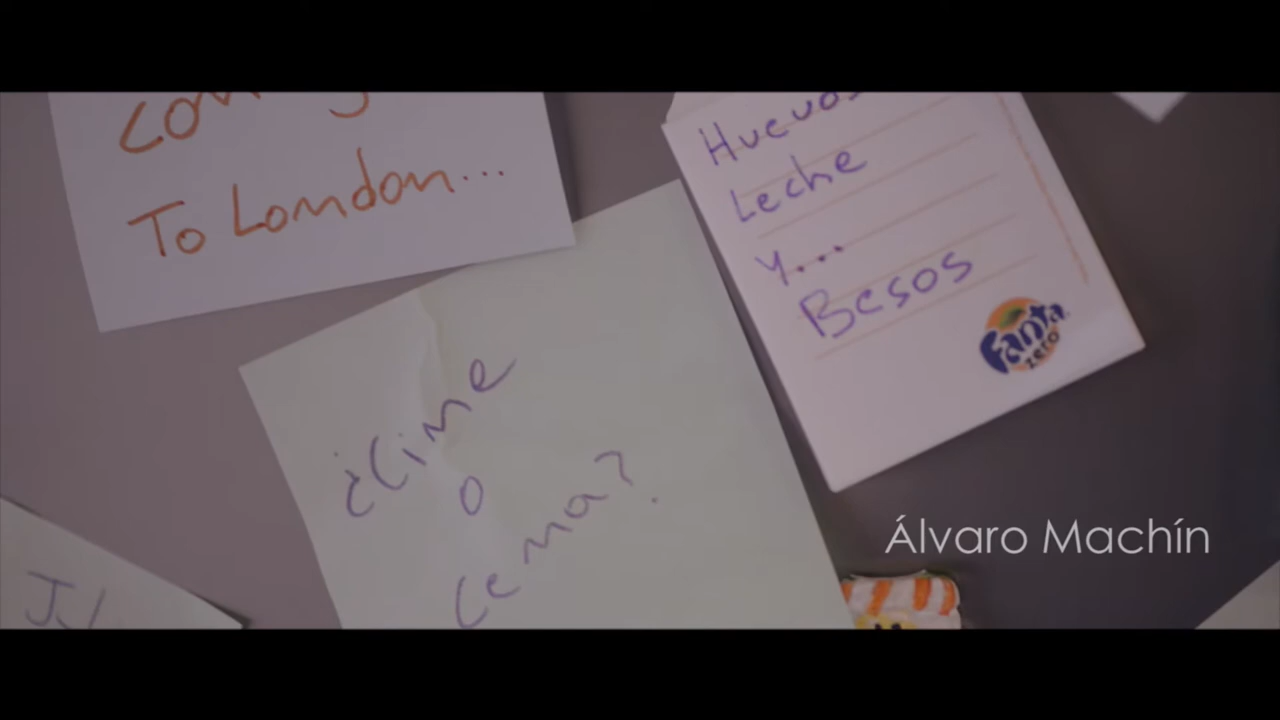 To London...
Huevos
Leche
y...
Besos
Fanta
zero
¿Cine
o
Cena?
Álvaro Machín